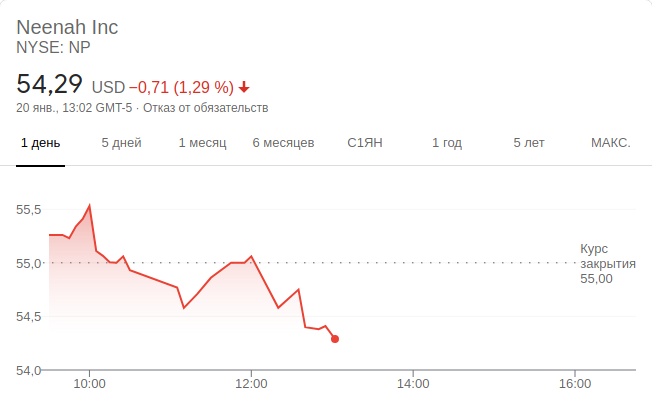 Neenah Inc
NYSE: NP
54,29 USD −0,71 (1,29 %)
20 янв., 13:02 GMT-5 · Отказ от обязательств
1 день 5 дней 1 месяц 6 месяцев С1ЯН 1 год 5 лет МАКС.
55,5
Курс
55,0 закрытия
55,00
54,5
54,0
10:00 12:00 14:00 16:00